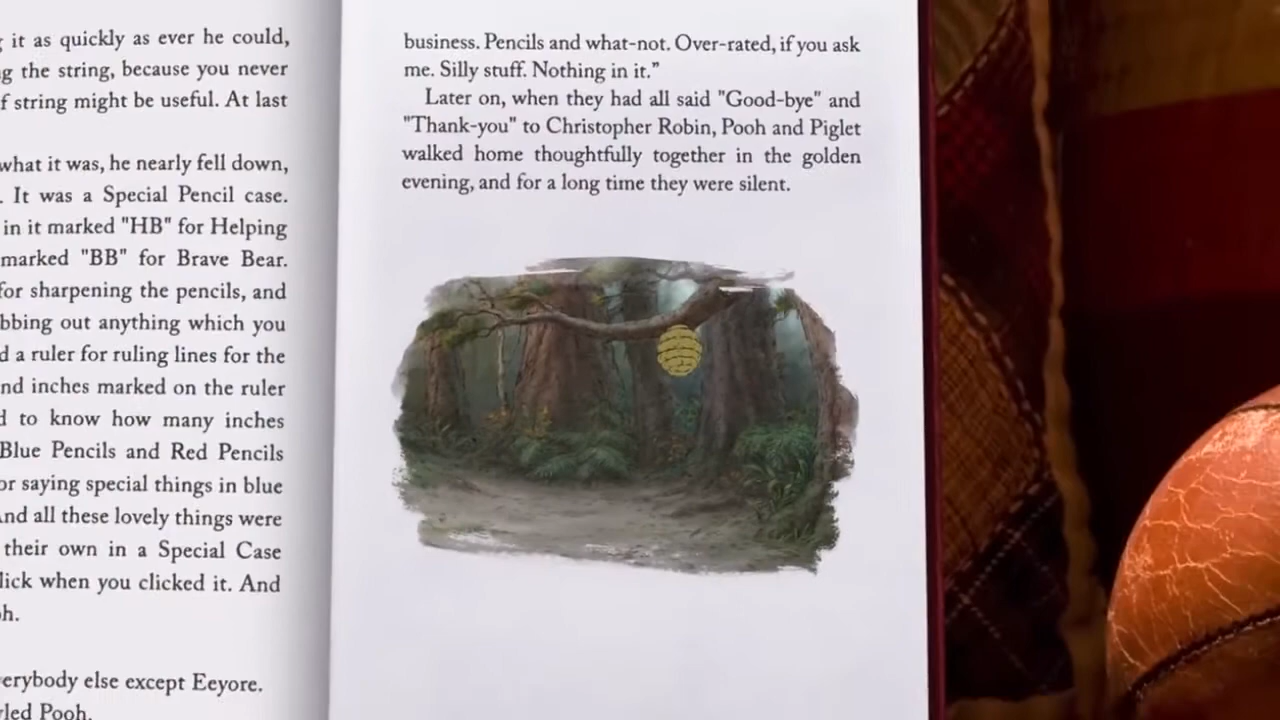 it as quickly as ever he could,
the string, because you never
string might be useful. At last
what it was, he nearly fell down,
It was a Special Pencil case.
in it marked "HB" for Helping
marked "BB" for Brave Bear.
for sharpening the pencils, and
out anything which you
a ruler for ruling lines for the
inches marked on the ruler
to know how many inches
Blue Pencils and Red Pencils
saying special things in blue
And all these lovely things were
their own in a Special Case
when you clicked it. And
else except Eeyore.
Pooh.
business. Pencils and what-not. Over-rated, if you ask
me. Silly stuff. Nothing in it.”
Later on, when they had all said "Good-bye" and
"Thank-you" to Christopher Robin, Pooh and Piglet
walked home thoughtfully together in the golden
evening, and for a long time they were silent.